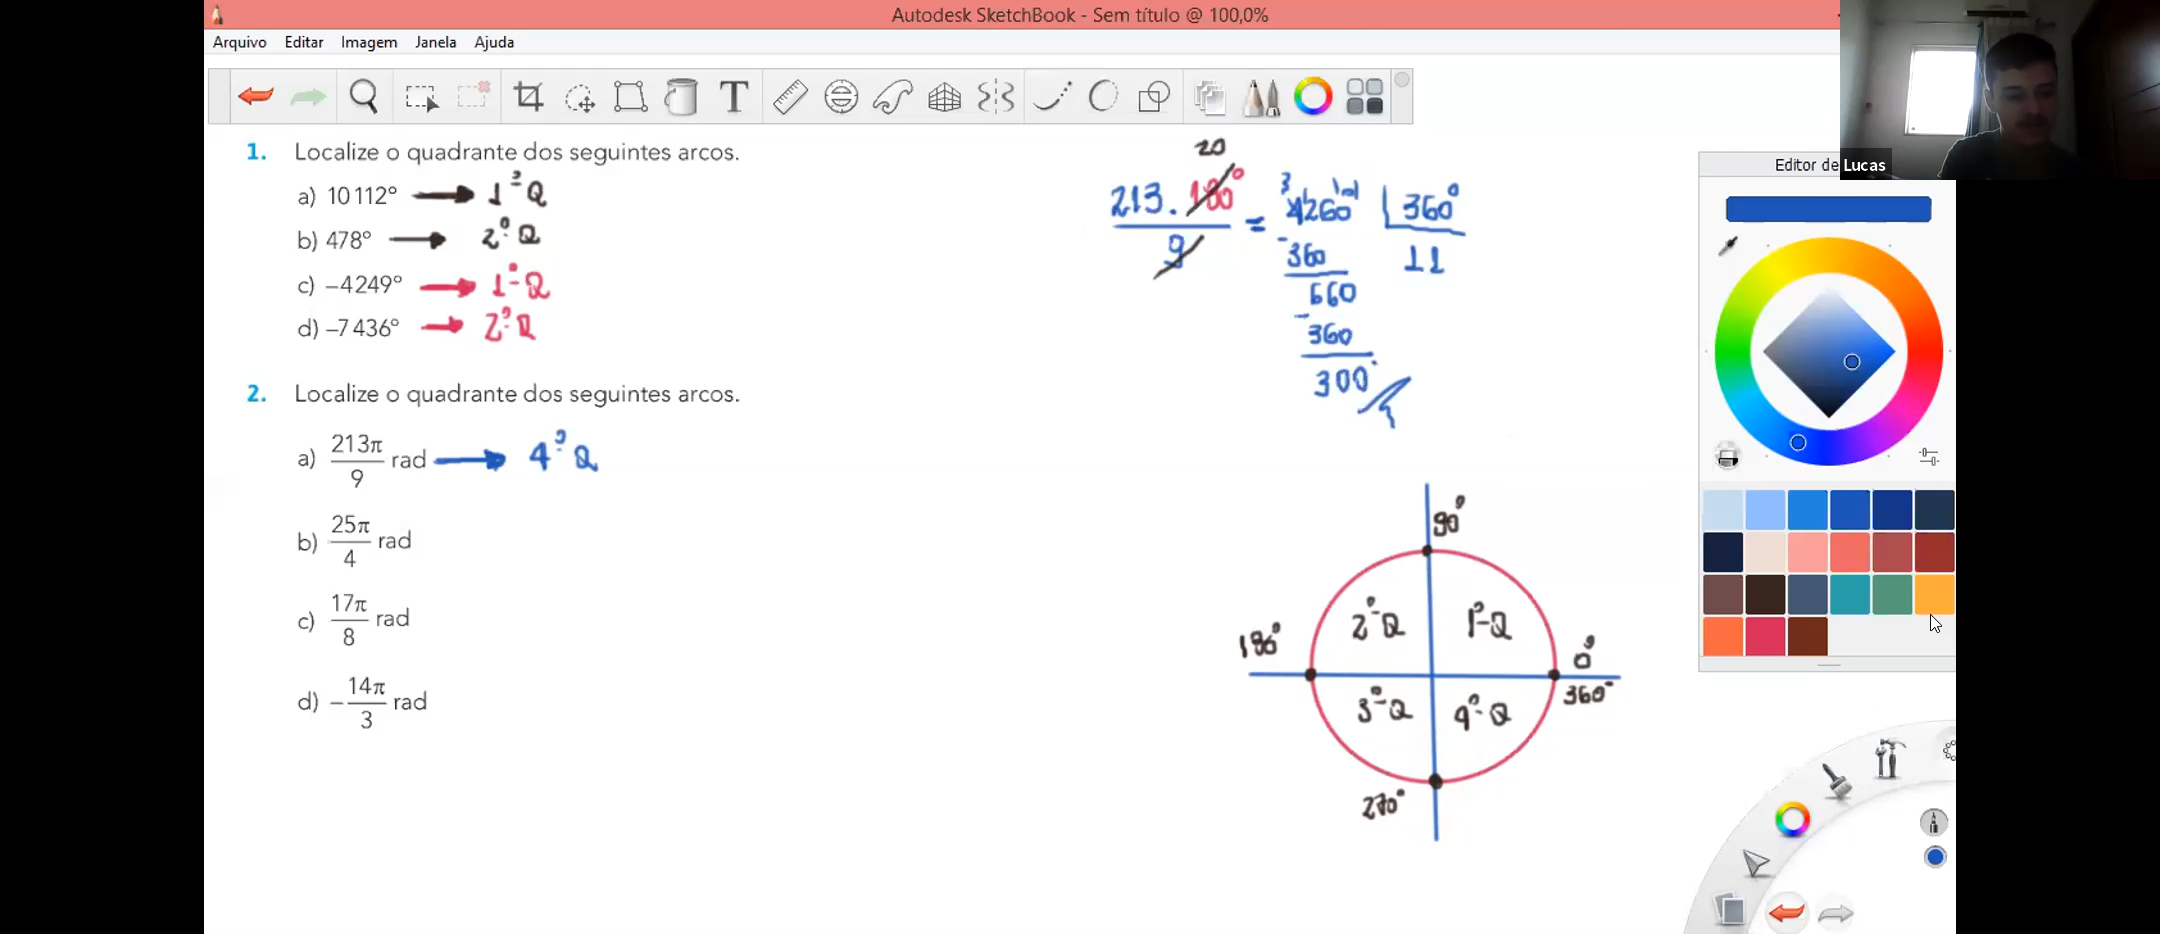 Autodesk SketchBook - Sem título @ 100,0%
Arquivo Editar Imagem Janela Ajuda
T
Editor de Lucas
1. Localize o quadrante dos seguintes arcos.
a) 10 112° 1º Q
b) 478° 2º Q
c) –4 249° 1º Q
d) –7 436° 2º Q
2. Localize o quadrante dos seguintes arcos.
a) 213π/9 rad 4º Q
b) 25π/4 rad
c) 17π/8 rad
d) –14π/3 rad
20
213 . 180° / 9 = 4260 | 360°
-360 11
660
-360
300°
90°
2º Q 1º Q
180° 0°
360°
3º Q 4º Q
270°